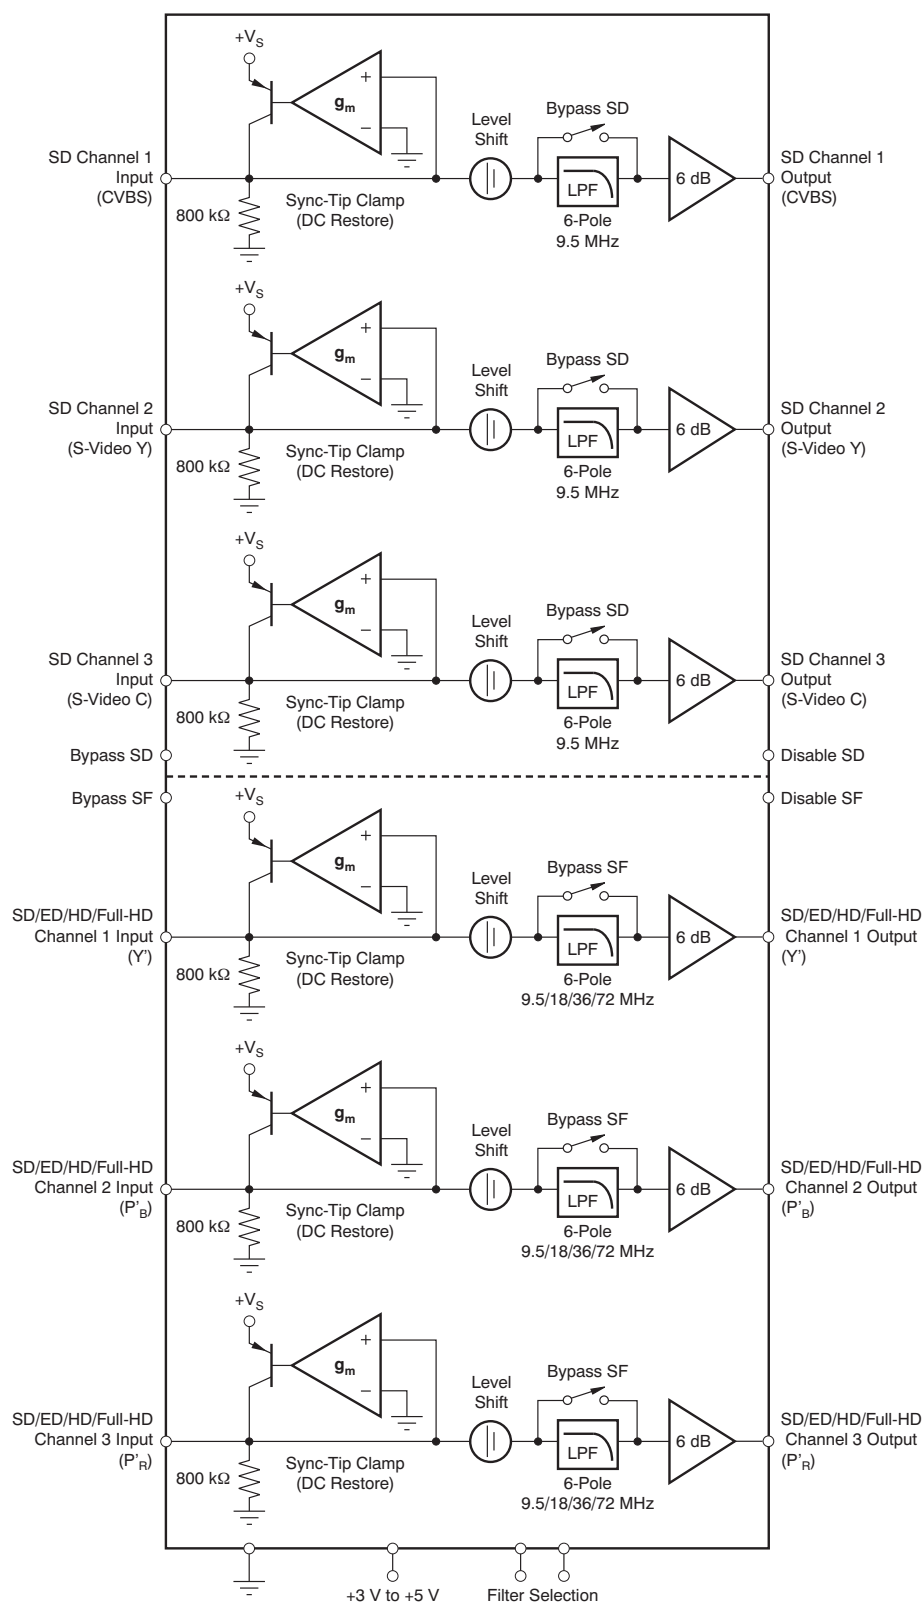 +VS
gm
+
−
Level
Shift
Bypass SD
SD Channel 1
Input
(CVBS)
800 kΩ
Sync-Tip Clamp
(DC Restore)
LPF
6-Pole
9.5 MHz
6 dB
SD Channel 1
Output
(CVBS)
+VS
gm
+
−
Level
Shift
Bypass SD
SD Channel 2
Input
(S-Video Y)
800 kΩ
Sync-Tip Clamp
(DC Restore)
LPF
6-Pole
9.5 MHz
6 dB
SD Channel 2
Output
(S-Video Y)
+VS
gm
+
−
Level
Shift
Bypass SD
SD Channel 3
Input
(S-Video C)
800 kΩ
Sync-Tip Clamp
(DC Restore)
LPF
6-Pole
9.5 MHz
6 dB
SD Channel 3
Output
(S-Video C)
Bypass SD
Disable SD
Bypass SF
Disable SF
+VS
gm
+
−
Level
Shift
Bypass SF
SD/ED/HD/Full-HD
Channel 1 Input
(Y')
800 kΩ
Sync-Tip Clamp
(DC Restore)
LPF
6-Pole
9.5/18/36/72 MHz
6 dB
SD/ED/HD/Full-HD
Channel 1 Output
(Y')
+VS
gm
+
−
Level
Shift
Bypass SF
SD/ED/HD/Full-HD
Channel 2 Input
(P'B)
800 kΩ
Sync-Tip Clamp
(DC Restore)
LPF
6-Pole
9.5/18/36/72 MHz
6 dB
SD/ED/HD/Full-HD
Channel 2 Output
(P'B)
+VS
gm
+
−
Level
Shift
Bypass SF
SD/ED/HD/Full-HD
Channel 3 Input
(P'R)
800 kΩ
Sync-Tip Clamp
(DC Restore)
LPF
6-Pole
9.5/18/36/72 MHz
6 dB
SD/ED/HD/Full-HD
Channel 3 Output
(P'R)
+3 V to +5 V
Filter Selection